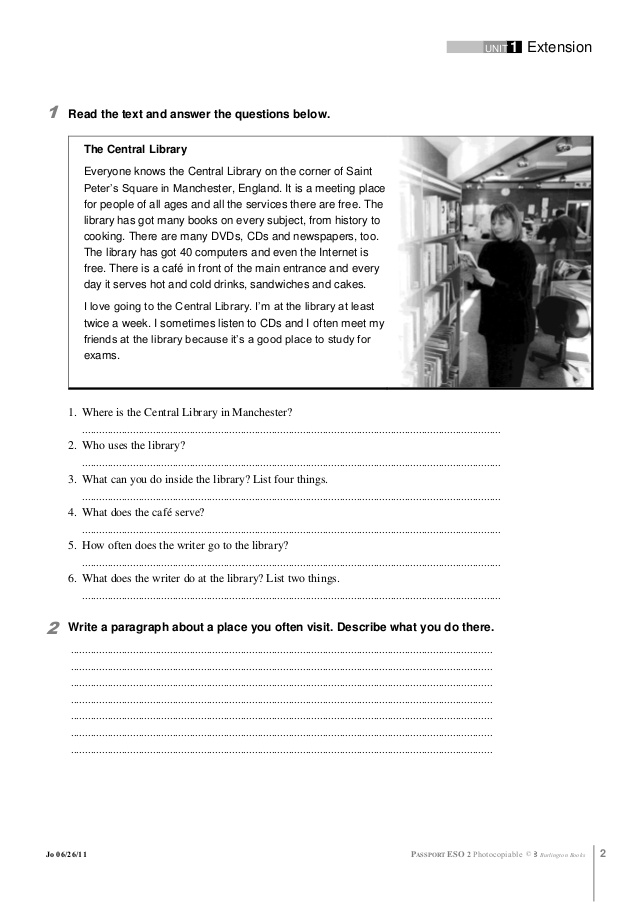 UNIT 1 Extension
1 Read the text and answer the questions below.
The Central Library
Everyone knows the Central Library on the corner of Saint
Peter's Square in Manchester, England. It is a meeting place
for people of all ages and all the services there are free. The
library has got many books on every subject, from history to
cooking. There are many DVDs, CDs and newspapers, too.
The library has got 40 computers and even the Internet is
free. There is a café in front of the main entrance and every
day it serves hot and cold drinks, sandwiches and cakes.
I love going to the Central Library. I'm at the library at least
twice a week. I sometimes listen to CDs and I often meet my
friends at the library because it's a good place to study for
exams.
1. Where is the Central Library in Manchester?
2. Who uses the library?
3. What can you do inside the library? List four things.
4. What does the café serve?
5. How often does the writer go to the library?
6. What does the writer do at the library? List two things.
2 Write a paragraph about a place you often visit. Describe what you do there.
Jo 06/26/11 PASSPORT ESO 2 Photocopiable © Burlington Books 2